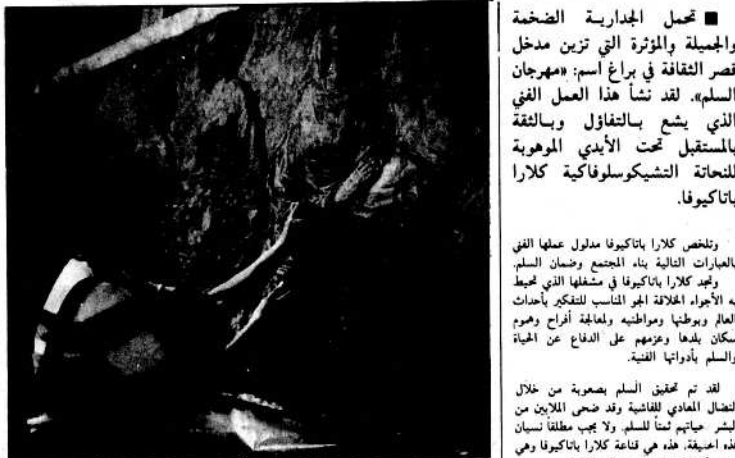 ■ تحمل الجدارية الضخمة
والجميلة والمؤثرة التي تزين مدخل
قصر الثقافة في براغ اسم: «مهرجان
السلم». لقد نشأ هذا العمل الفني
الذي يشع بالتفاؤل وبالثقة
بالمستقبل تحت الأيدي الموهوبة
للنحاتة التشيكوسلوفاكية كلارا
باتاكيوفا.
وتلخص كلارا باتاكيوفا مدلول عملها الفني
بالعبارات التالية بناء المجتمع وضمان السلم.
وتجد كلارا باتاكيوفا في مشغلها الذي تحيط
به الأجواء الخلاقة الجو المناسب للتفكير بأحداث
العالم وبوطنها ومواطنيه ولمعالجة أفراح وهموم
سكان بلدها وعزمهم على الدفاع عن الحياة
والسلم بأدواتها الفنية.
لقد تم تحقيق السلم بصعوبة من خلال
النضال المعادي للفاشية وقد ضحى الملايين من
البشر حياتهم ثمناً للسلم. ولا يجب مطلقاً نسيان
هذه الحقيقة. هذه هي قناعة كلارا باتاكيوفا وهي